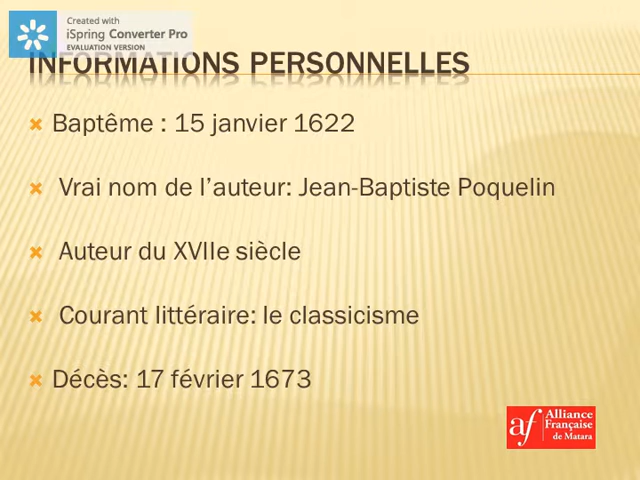 Created with
iSpring Converter Pro
EVALUATION VERSION
INFORMATIONS PERSONNELLES
Baptême : 15 janvier 1622
Vrai nom de l'auteur: Jean-Baptiste Poquelin
Auteur du XVIIe siècle
Courant littéraire: le classicisme
Décès: 17 février 1673
af Alliance
Française
de Matara